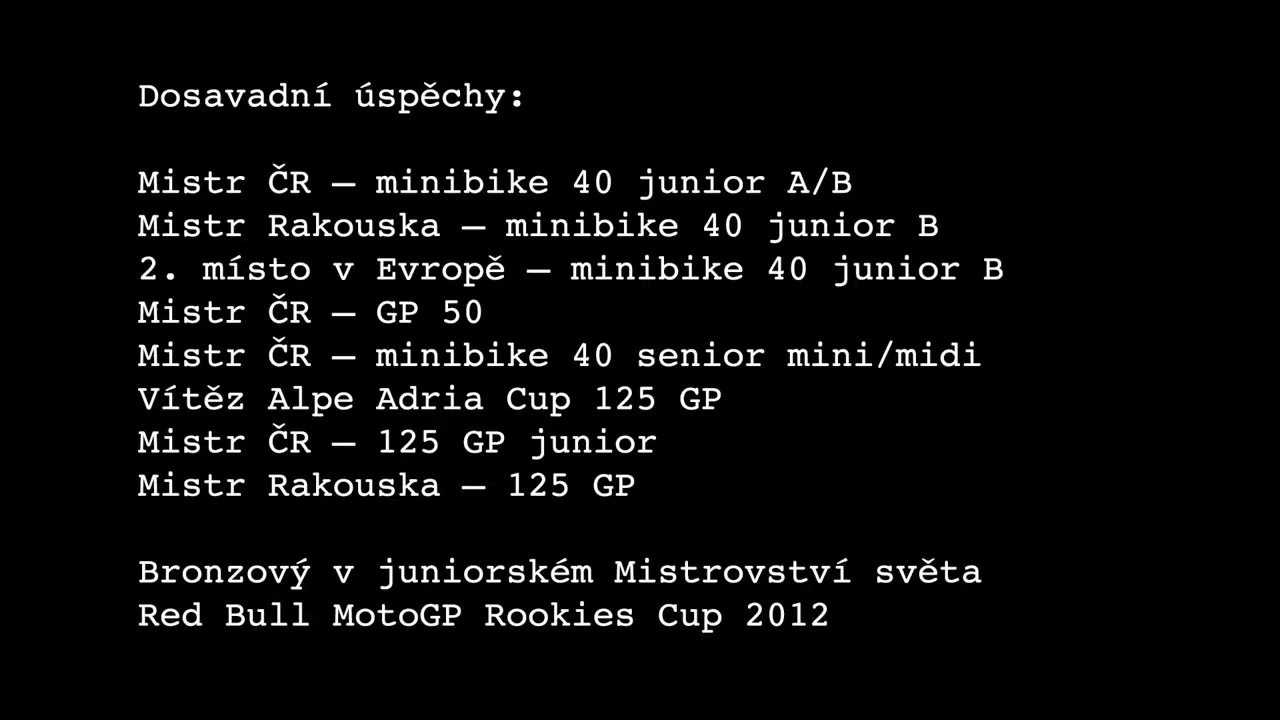 Dosavadní úspěchy:
Mistr ČR – minibike 40 junior A/B
Mistr Rakouska – minibike 40 junior B
2. místo v Evropě – minibike 40 junior B
Mistr ČR – GP 50
Mistr ČR – minibike 40 senior mini/midi
Vítěz Alpe Adria Cup 125 GP
Mistr ČR – 125 GP junior
Mistr Rakouska – 125 GP
Bronzový v juniorském Mistrovství světa
Red Bull MotoGP Rookies Cup 2012